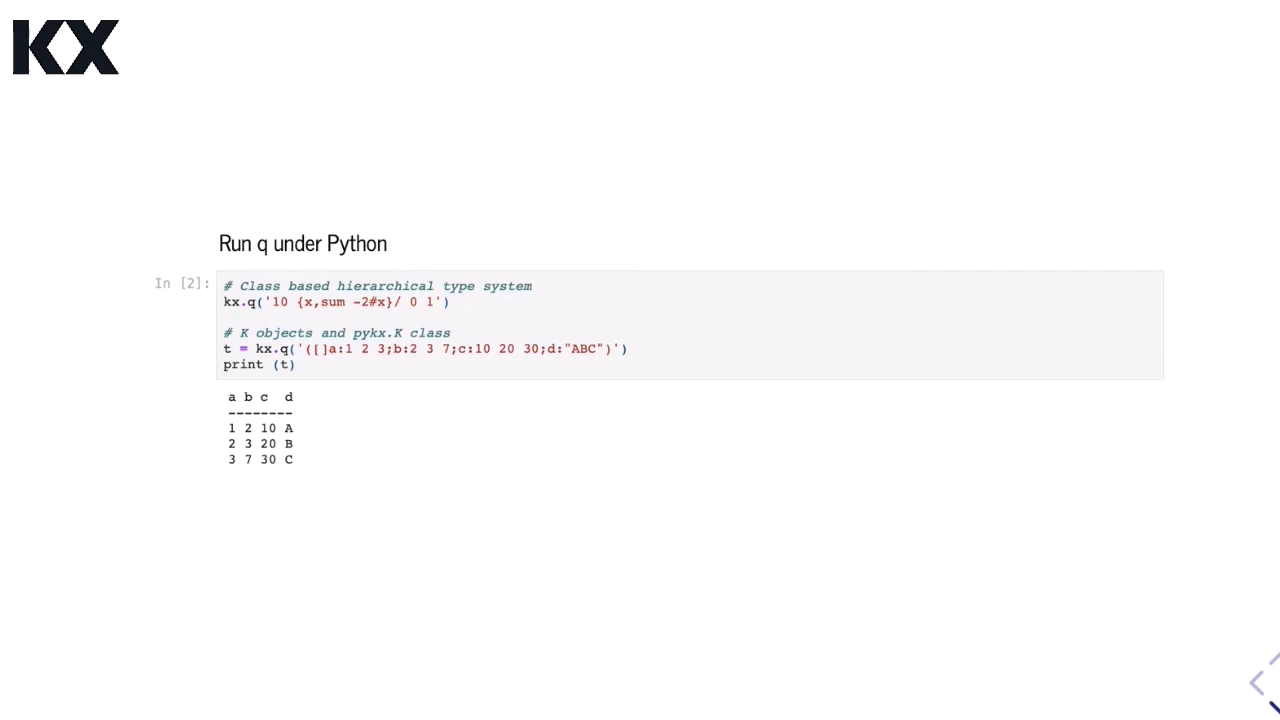 KX
Run q under Python
In [2]:
# Class based hierarchical type system
kx.q('10 {x,sum -2#x}/ 0 1')
# K objects and pykx.K class
t = kx.q('([]a:1 2 3;b:2 3 7;c:10 20 30;d:"ABC")')
print (t)
a b c  d
--------
1 2 10 A
2 3 20 B
3 7 30 C